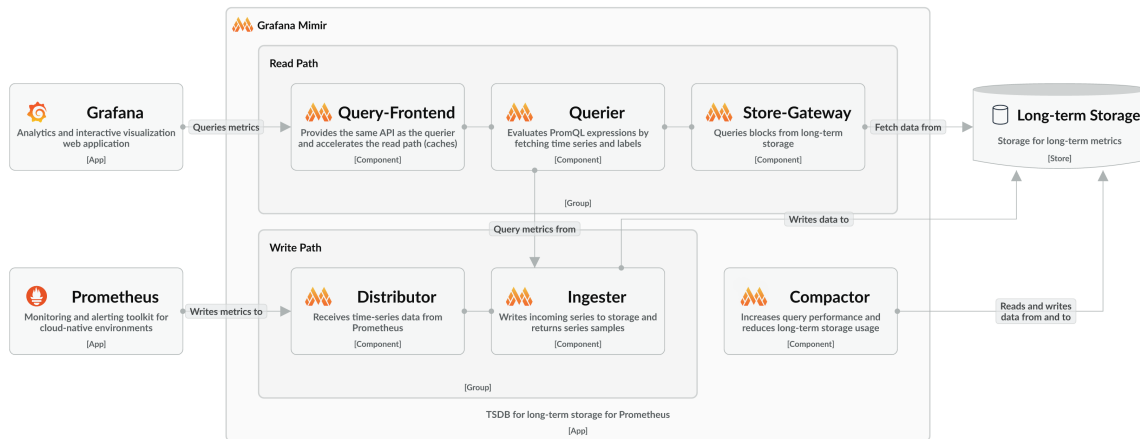 Grafana Mimir
Read Path
Grafana
Analytics and interactive visualization
web application
[App]
Queries metrics
Query-Frontend
Provides the same API as the querier
and accelerates the read path (caches)
[Component]
Querier
Evaluates PromQL expressions by
fetching time series and labels
[Component]
Store-Gateway
Queries blocks from long-term
storage
[Component]
Fetch data from
Long-term Storage
Storage for long-term metrics
[Store]
[Group]
Query metrics from
Writes data to
Write Path
Prometheus
Monitoring and alerting toolkit for
cloud-native environments
[App]
Writes metrics to
Distributor
Receives time-series data from
Prometheus
[Component]
Ingester
Writes incoming series to storage and
returns series samples
[Component]
Compactor
Increases query performance and
reduces long-term storage usage
[Component]
Reads and writes
data from and to
[Group]
TSDB for long-term storage for Prometheus
[App]